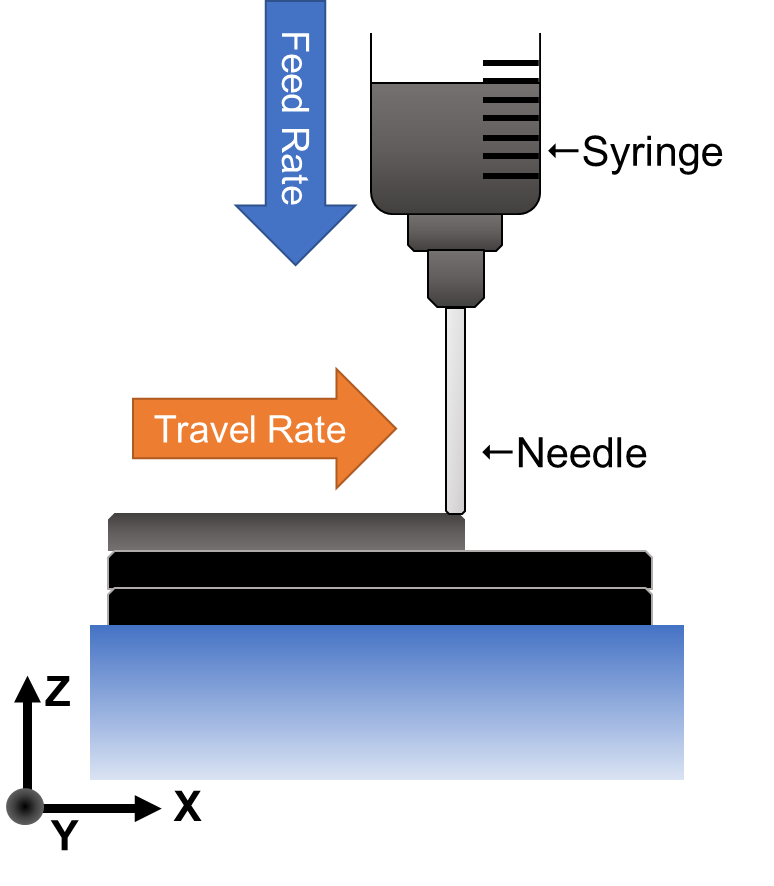 Feed Rate
←Syringe
Travel Rate
←Needle
Z
X
Y